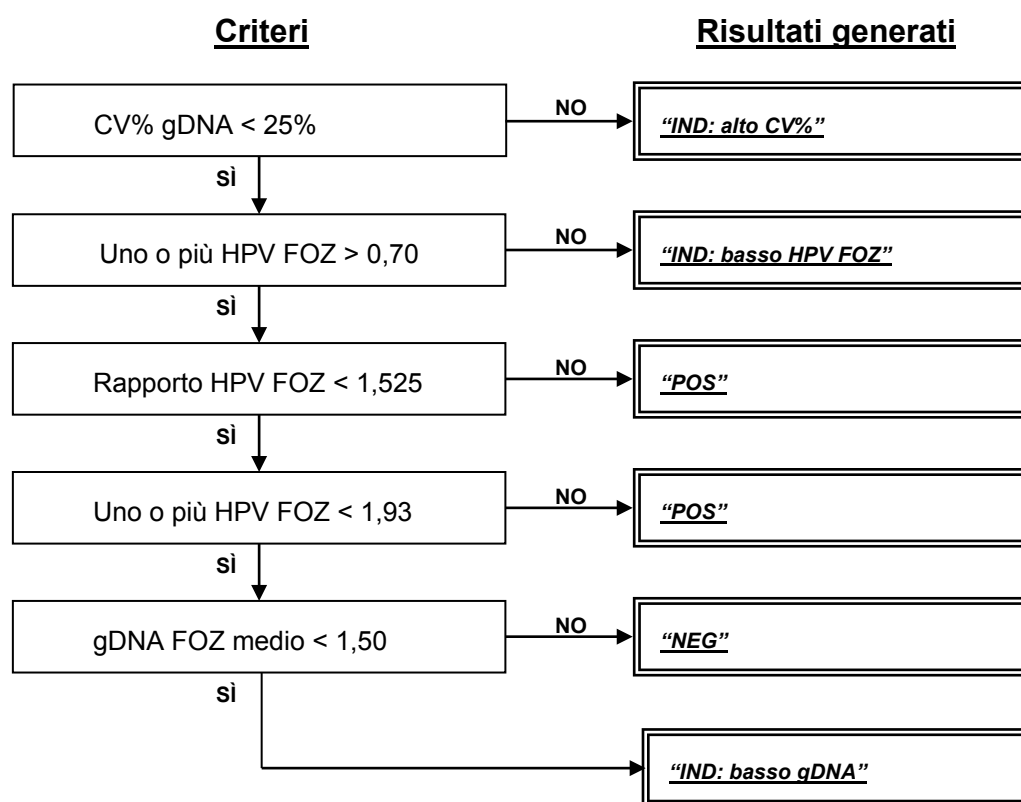 Criteri
Risultati generati
CV% gDNA < 25%
NO
“IND: alto CV%”
SÌ
Uno o più HPV FOZ > 0,70
NO
“IND: basso HPV FOZ”
SÌ
Rapporto HPV FOZ < 1,525
NO
“POS”
SÌ
Uno o più HPV FOZ < 1,93
NO
“POS”
SÌ
gDNA FOZ medio < 1,50
NO
“NEG”
SÌ
“IND: basso gDNA”